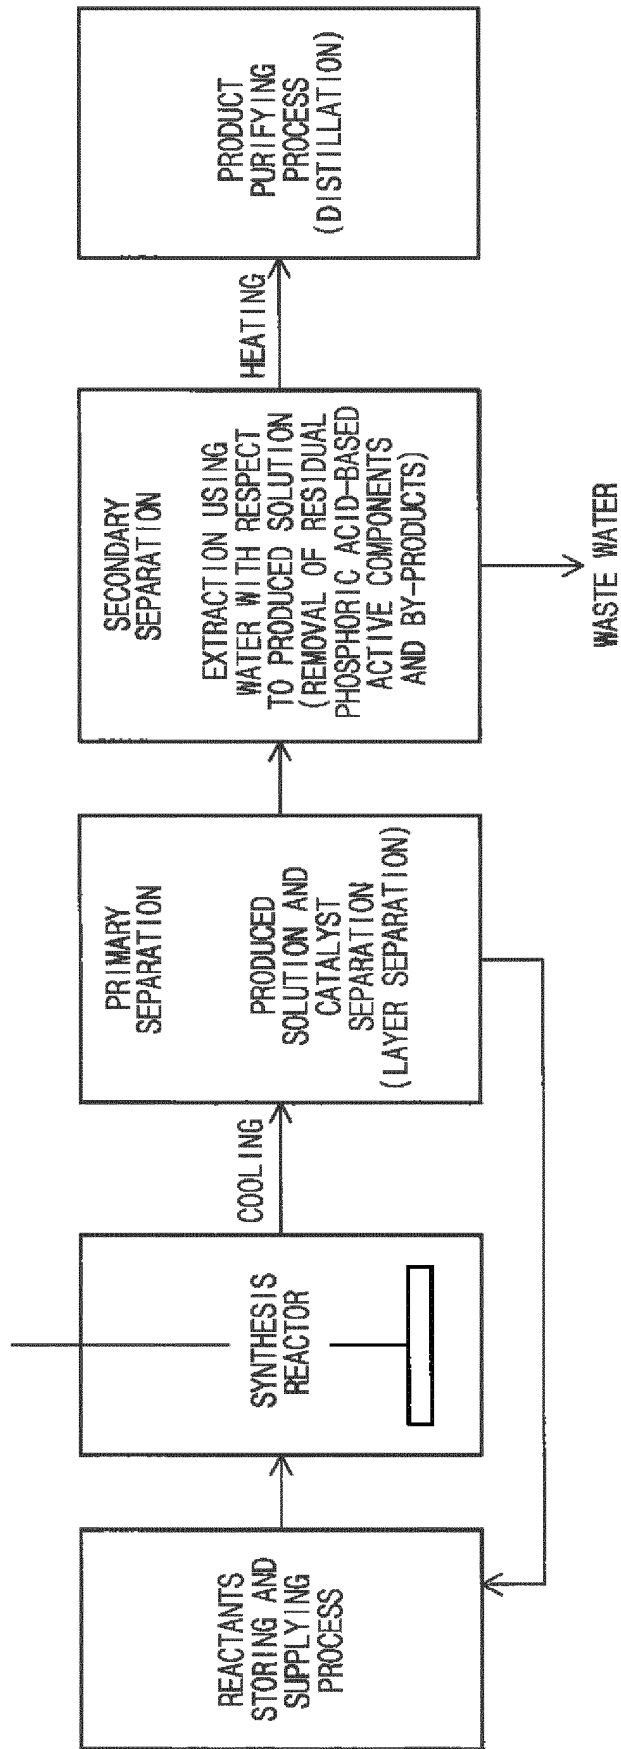 REACTANTS
STORING AND
SUPPLYING
PROCESS
SYNTHESIS
REACTOR
COOLING
PRIMARY
SEPARATION
PRODUCED
SOLUTION AND
CATALYST
SEPARATION
(LAYER SEPARATION)
SECONDARY
SEPARATION
EXTRACTION USING
WATER WITH RESPECT
TO PRODUCED SOLUTION
(REMOVAL OF RESIDUAL
PHOSPHORIC ACID-BASED
ACTIVE COMPONENTS
AND BY-PRODUCTS)
WASTE WATER
HEATING
PRODUCT
PURIFYING
PROCESS
(DISTILLATION)